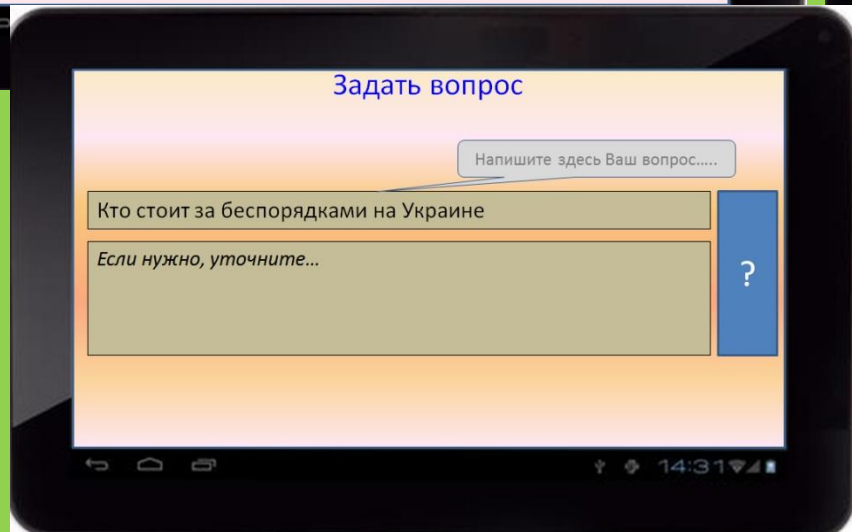 Задать вопрос
Напишите здесь Ваш вопрос.....
Кто стоит за беспорядками на Украине
Если нужно, уточните...
?
14:31